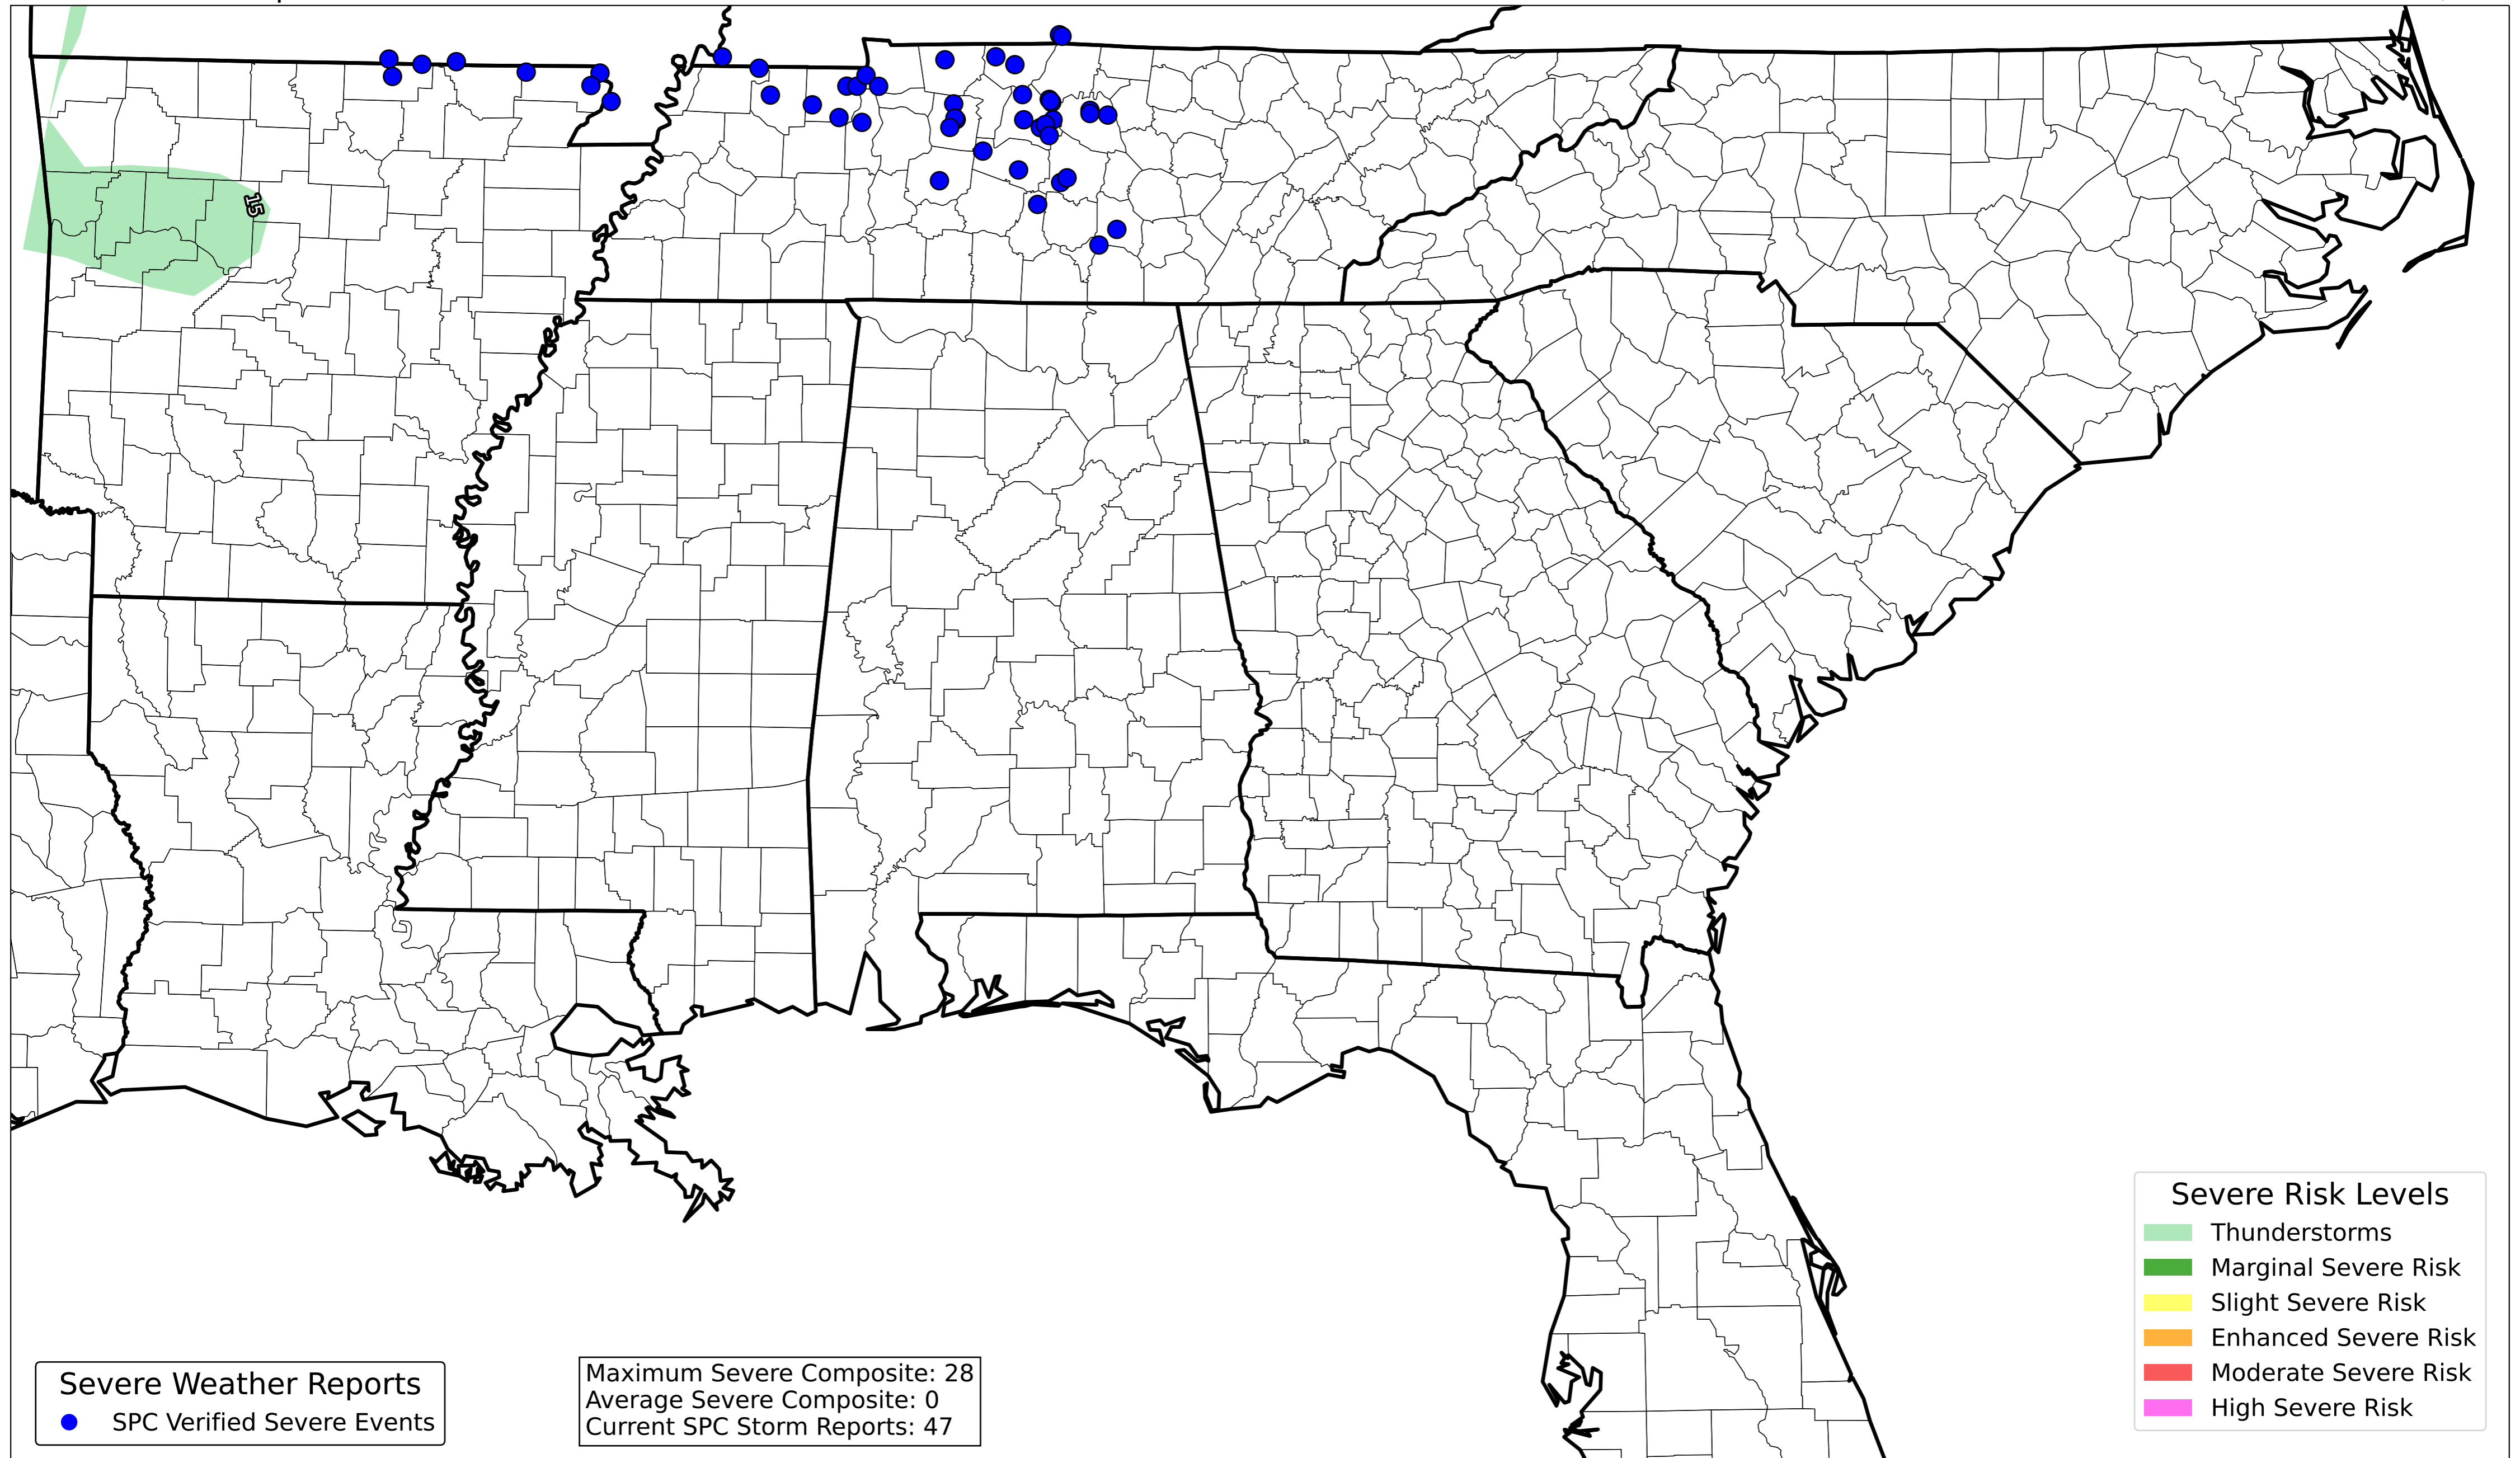 15
Severe Risk Levels
Thunderstorms
Marginal Severe Risk
Slight Severe Risk
Enhanced Severe Risk
Moderate Severe Risk
High Severe Risk
Severe Weather Reports
SPC Verified Severe Events
Maximum Severe Composite: 28
Average Severe Composite: 0
Current SPC Storm Reports: 47